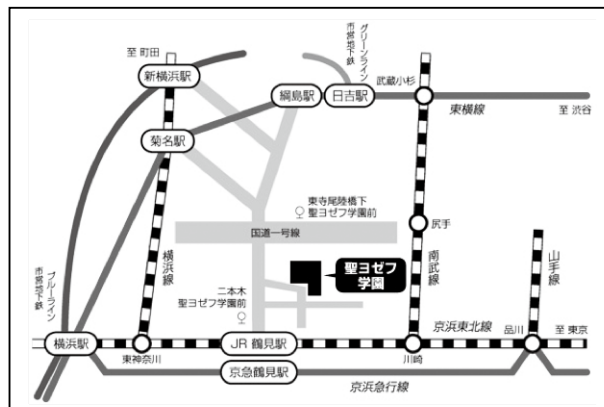 至 町田
新横浜駅
市営地下鉄
グリーンライン
綱島駅
日吉駅
武蔵小杉
東横線
至 渋谷
菊名駅
東寺尾陸橋下
聖ヨゼフ学園前
国道一号線
尻手
横浜線
聖ヨゼフ
学園
南武線
山手線
市営地下鉄
ブルーライン
二本木
聖ヨゼフ学園前
京浜東北線
品川
至 東京
横浜駅
東神奈川
JR 鶴見駅
川崎
京急鶴見駅
京浜急行線